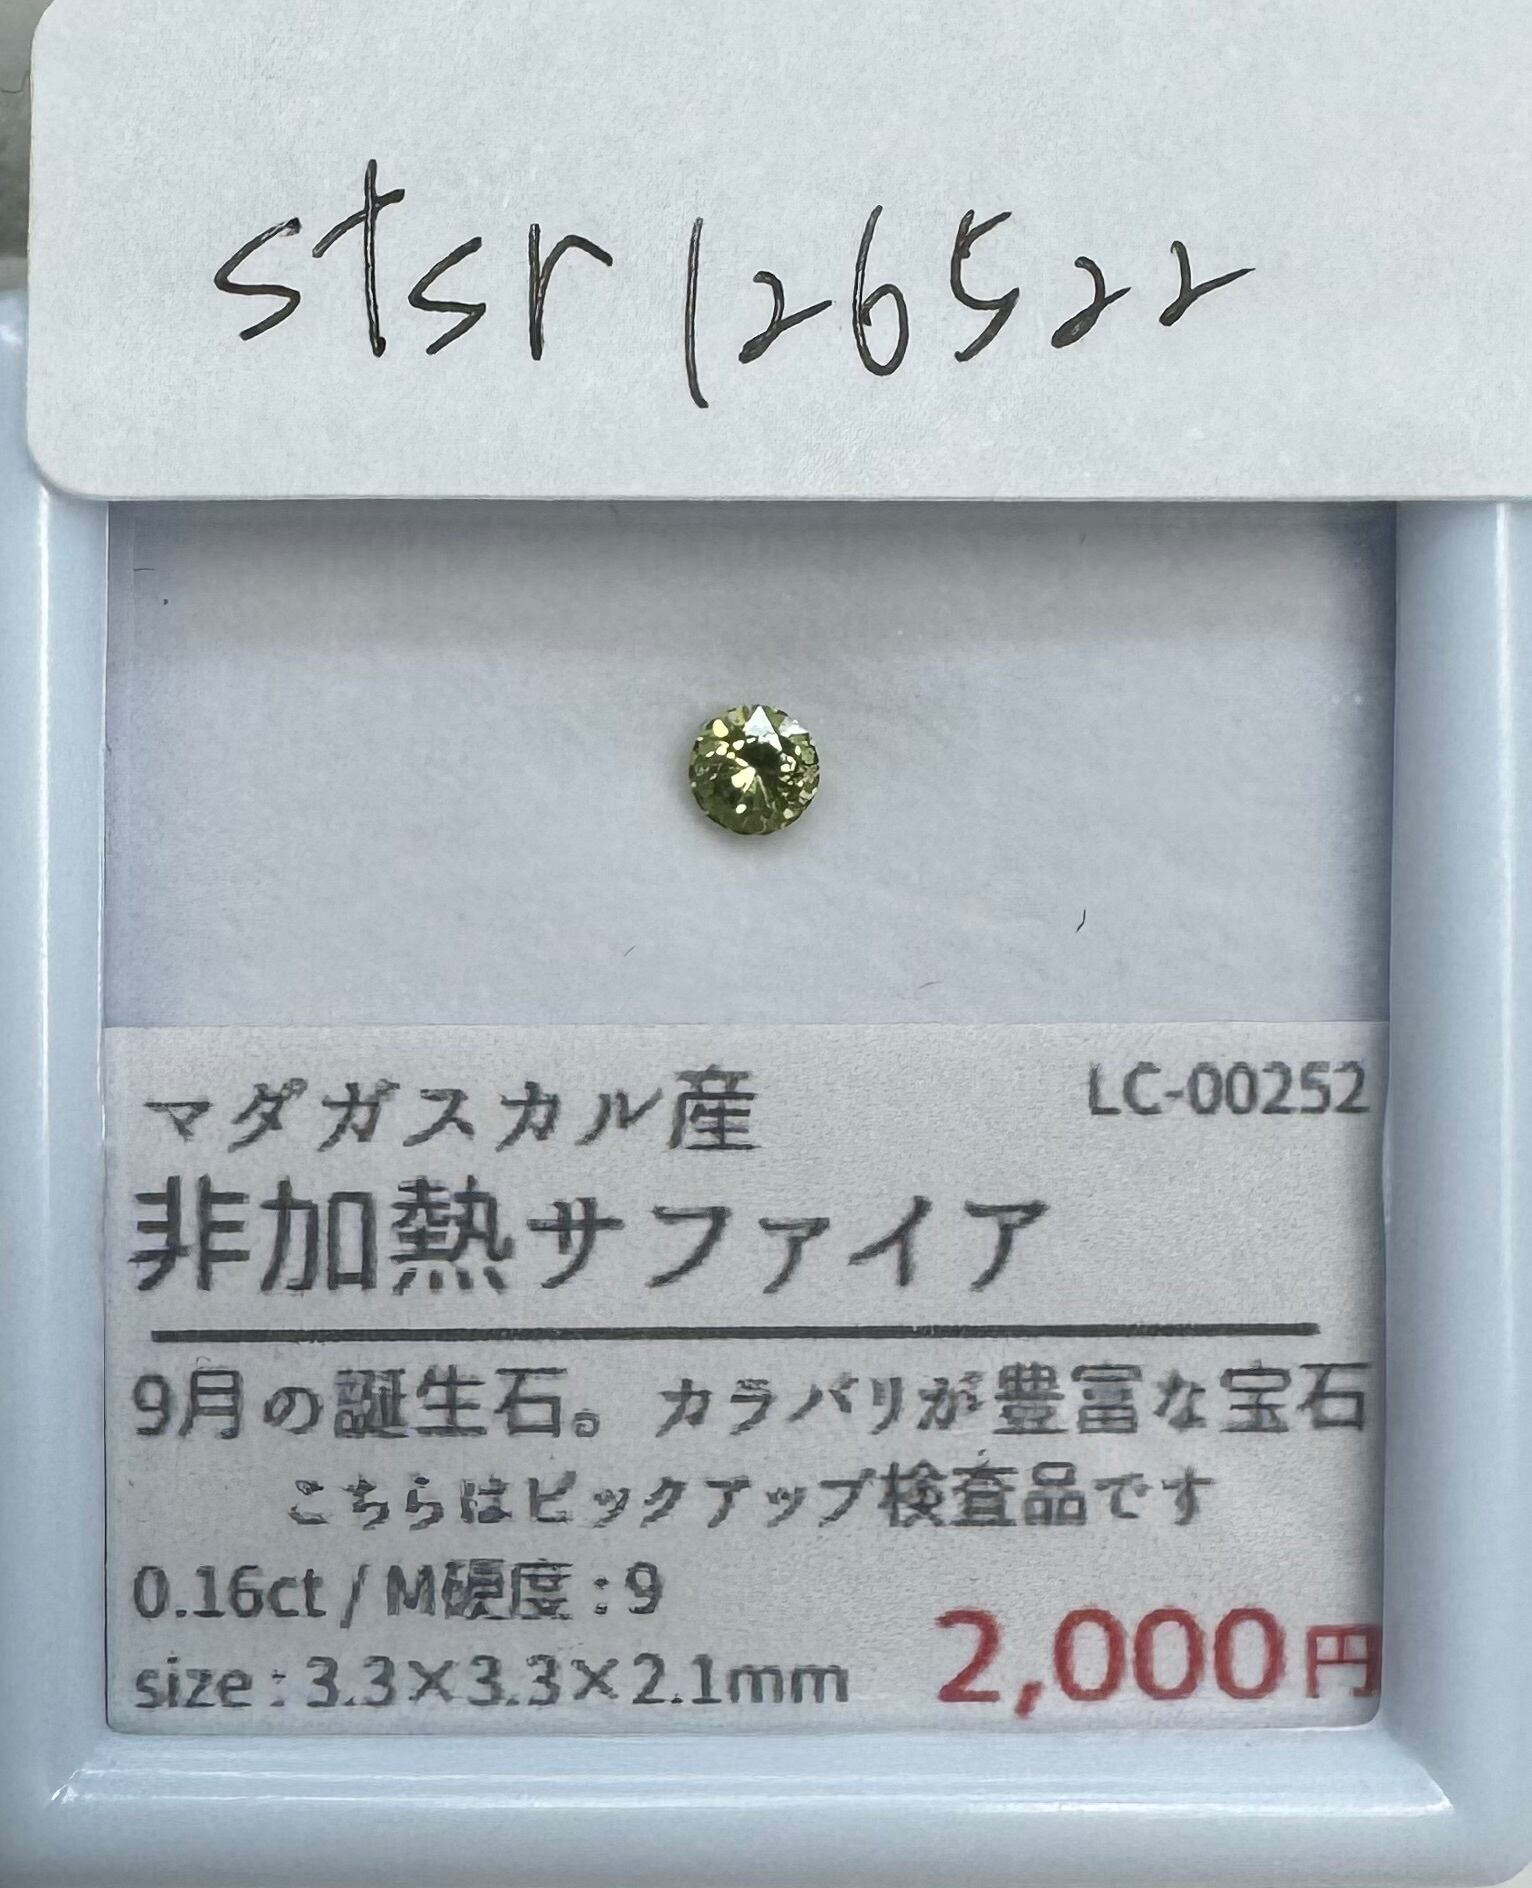 stsr126522
マダガスカル産
LC-00252
非加熱サファイア
9月の誕生石。カラバリが豊富な宝石
こちらはピックアップ検査品です
0.16ct / M硬度 : 9
size : 3.3×3.3×2.1mm
2,000円